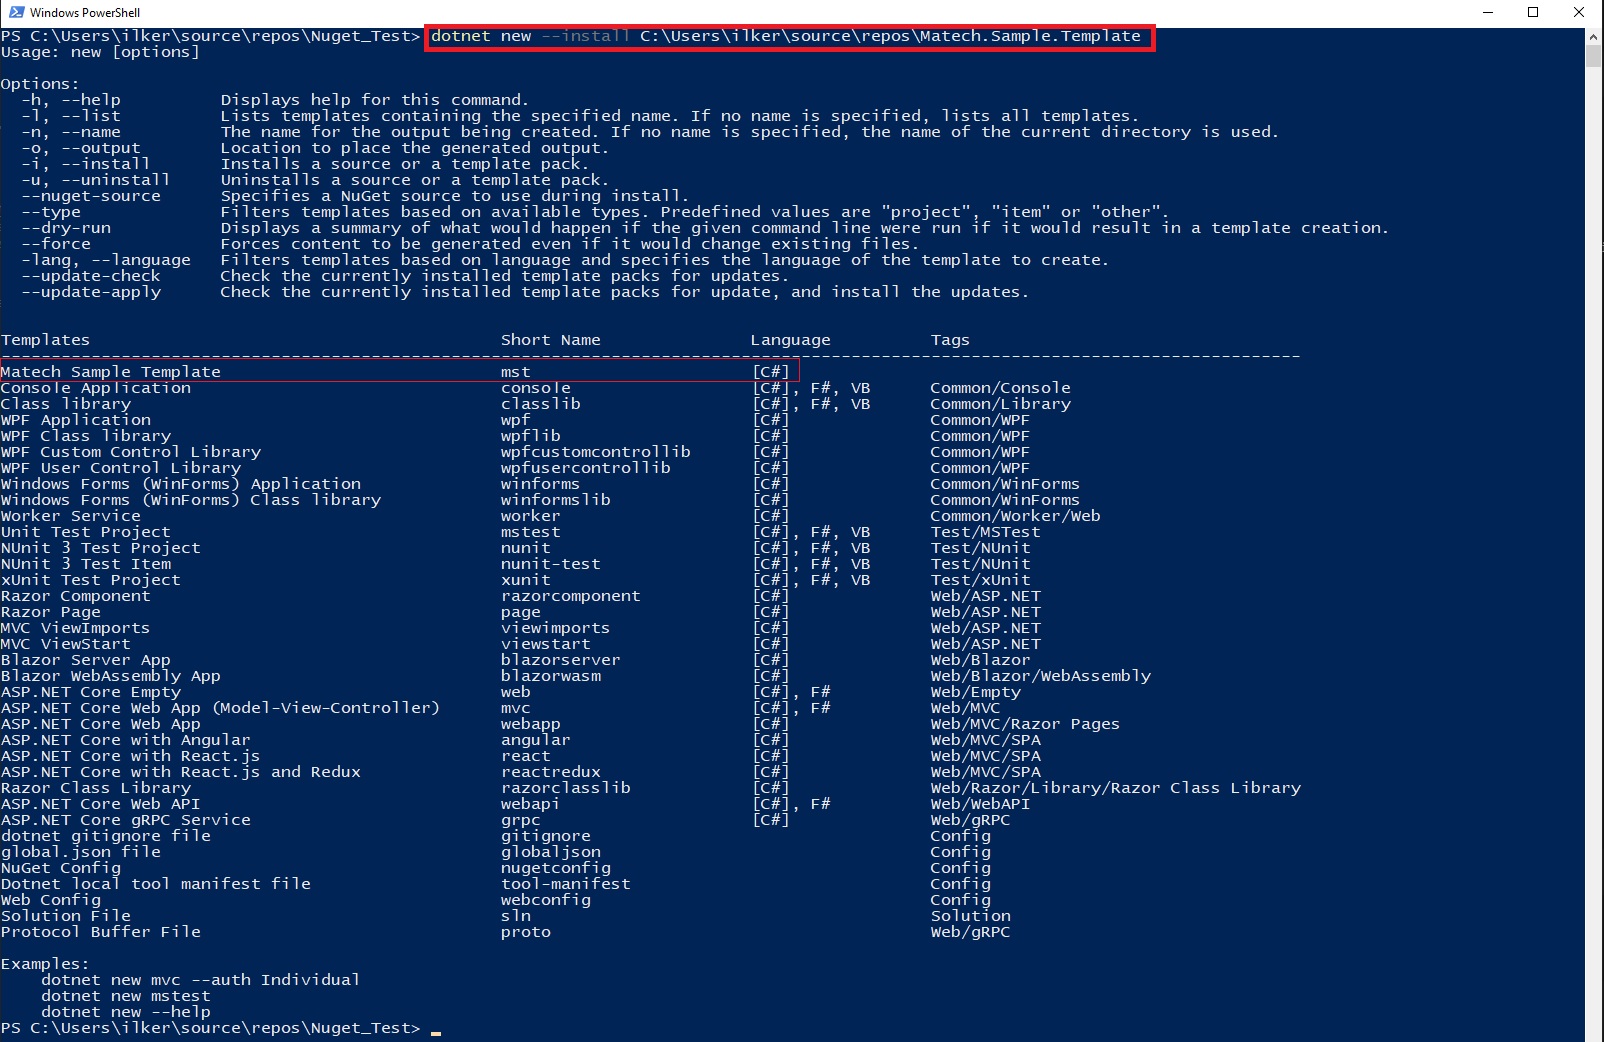 Windows PowerShell
PS C:\Users\ilker\source\repos\Nuget_Test> dotnet new --install C:\Users\ilker\source\repos\Matech.Sample.Template
Usage: new [options]
Options:
-h, --help Displays help for this command.
-l, --list Lists templates containing the specified name. If no name is specified, lists all templates.
-n, --name The name for the output being created. If no name is specified, the name of the current directory is used.
-o, --output Location to place the generated output.
-i, --install Installs a source or a template pack.
-u, --uninstall Uninstalls a source or a template pack.
--nuget-source Specifies a NuGet source to use during install.
--type Filters templates based on available types. Predefined values are "project", "item" or "other".
--dry-run Displays a summary of what would happen if the given command line were run if it would result in a template creation.
--force Forces content to be generated even if it would change existing files.
-lang, --language Filters templates based on language and specifies the language of the template to create.
--update-check Check the currently installed template packs for updates.
--update-apply Check the currently installed template packs for update, and install the updates.
Templates Short Name Language Tags
Matech Sample Template mst [C#]
Console Application console [C#], F#, VB Common/Console
Class library classlib [C#], F#, VB Common/Library
WPF Application wpf [C#] Common/WPF
WPF Class library wpflib [C#] Common/WPF
WPF Custom Control Library wpfcustomcontrollib [C#] Common/WPF
WPF User Control Library wpfusercontrollib [C#] Common/WPF
Windows Forms (WinForms) Application winforms [C#] Common/WinForms
Windows Forms (WinForms) Class library winformslib [C#] Common/WinForms
Worker Service worker [C#] Common/Worker/Web
Unit Test Project mstest [C#], F#, VB Test/MSTest
NUnit 3 Test Project nunit [C#], F#, VB Test/NUnit
NUnit 3 Test Item nunit-test [C#], F#, VB Test/NUnit
xUnit Test Project xunit [C#], F#, VB Test/xUnit
Razor Component razorcomponent [C#] Web/ASP.NET
Razor Page page [C#] Web/ASP.NET
MVC ViewImports viewimports [C#] Web/ASP.NET
MVC ViewStart viewstart [C#] Web/ASP.NET
Blazor Server App blazorserver [C#] Web/Blazor
Blazor WebAssembly App blazorwasm [C#] Web/Blazor/WebAssembly
ASP.NET Core Empty web [C#], F# Web/Empty
ASP.NET Core Web App (Model-View-Controller) mvc [C#], F# Web/MVC
ASP.NET Core Web App webapp [C#] Web/MVC/Razor Pages
ASP.NET Core with Angular angular [C#] Web/MVC/SPA
ASP.NET Core with React.js react [C#] Web/MVC/SPA
ASP.NET Core with React.js and Redux reactredux [C#] Web/MVC/SPA
Razor Class Library razorclasslib [C#] Web/Razor/Library/Razor Class Library
ASP.NET Core Web API webapi [C#], F# Web/WebAPI
ASP.NET Core gRPC Service grpc [C#] Web/gRPC
dotnet gitignore file gitignore Config
global.json file globaljson Config
NuGet Config nugetconfig Config
Dotnet local tool manifest file tool-manifest Config
Web Config webconfig Config
Solution File sln Solution
Protocol Buffer File proto Web/gRPC
Examples:
dotnet new mvc --auth Individual
dotnet new mstest
dotnet new --help
PS C:\Users\ilker\source\repos\Nuget_Test>